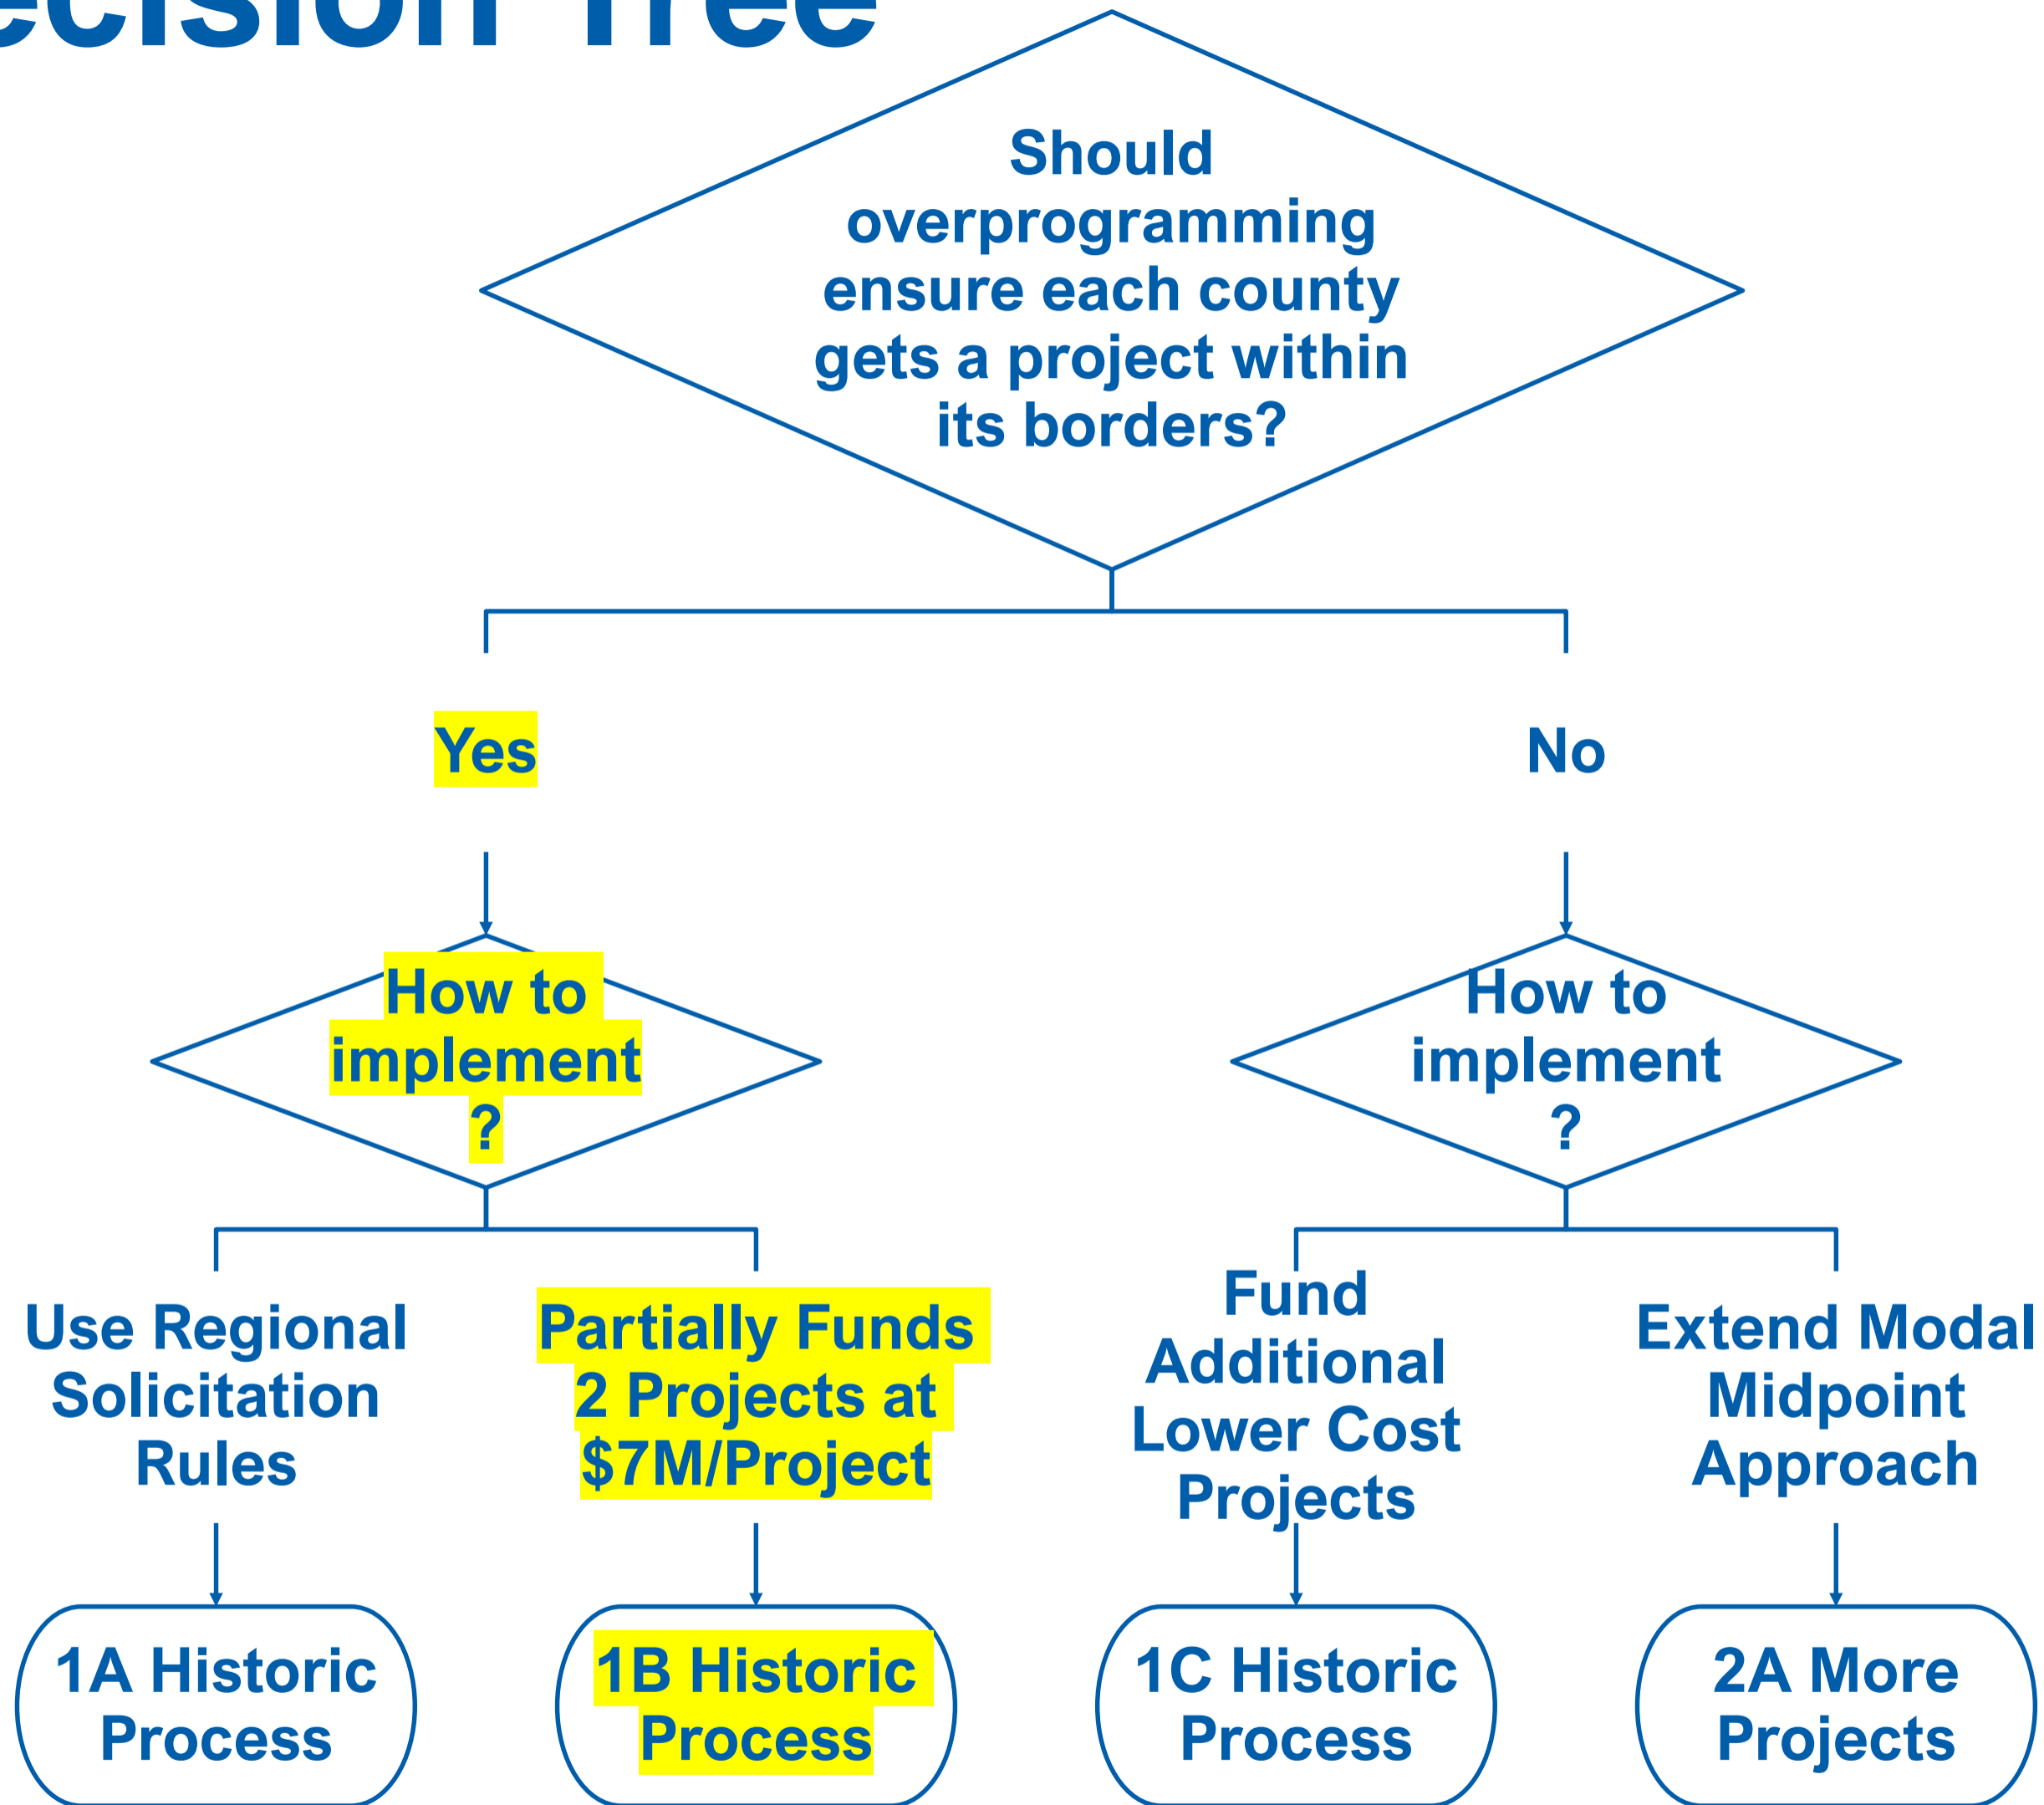 Tree
Should
overprogramming
ensure each county
gets a project within
its borders?
Yes
No
How to
implement
?
How to
implement
?
Use Regional
Solicitation
Rules
Partially Funds
2 Projects at
$7M/Project
Fund
Additional
Lower Cost
Projects
Extend Modal
Midpoint
Approach
1A Historic
Process
1B Historic
Process
1C Historic
Process
2A More
Projects